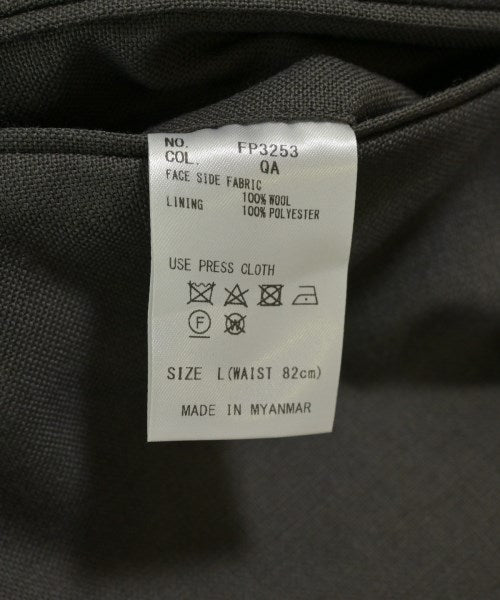 NO. FP3253
COL. QA
FACE SIDE FABRIC
100% WOOL
LINING 100% POLYESTER
USE PRESS CLOTH
F W
SIZE L(WAIST 82cm)
MADE IN MYANMAR